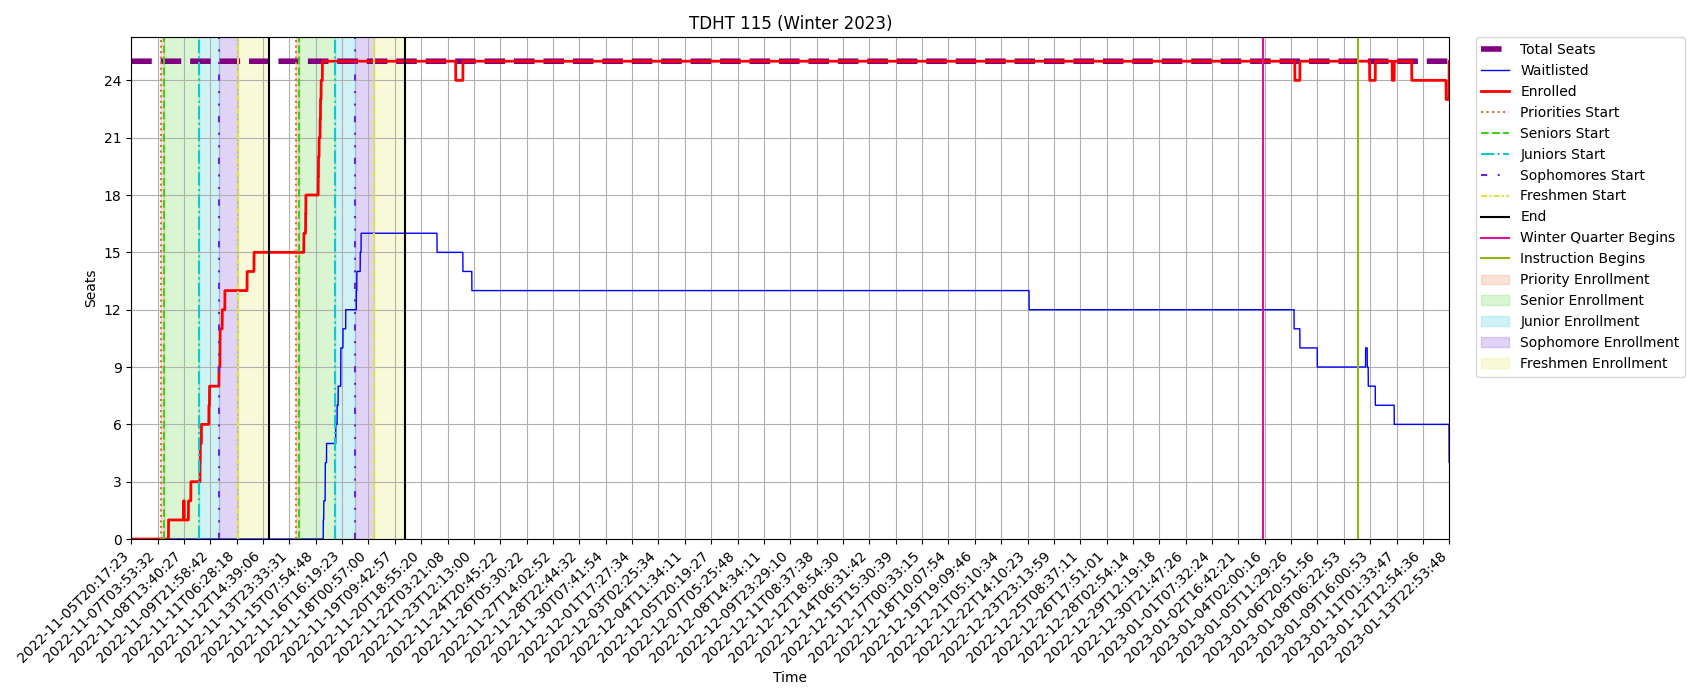 TDHT 115 (Winter 2023)
Seats
24
21
18
15
12
9
6
3
0
2022-11-05T20:17:23
2022-11-07T03:53:32
2022-11-08T13:40:27
2022-11-09T21:58:42
2022-11-11T06:28:18
2022-11-12T14:39:06
2022-11-13T23:33:31
2022-11-15T07:54:48
2022-11-16T16:19:23
2022-11-18T00:57:00
2022-11-19T09:42:57
2022-11-20T18:55:20
2022-11-22T03:21:08
2022-11-23T12:13:00
2022-11-24T20:45:22
2022-11-26T05:30:22
2022-11-27T14:02:52
2022-11-28T22:44:32
2022-11-30T07:41:54
2022-12-01T17:27:34
2022-12-03T02:25:34
2022-12-04T11:34:11
2022-12-05T20:19:27
2022-12-07T05:25:48
2022-12-08T14:34:11
2022-12-09T23:29:10
2022-12-11T08:37:38
2022-12-12T18:54:30
2022-12-14T06:31:42
2022-12-15T15:30:39
2022-12-17T00:33:15
2022-12-18T10:07:54
2022-12-19T19:09:46
2022-12-21T05:10:34
2022-12-22T14:10:23
2022-12-23T23:13:59
2022-12-25T08:37:11
2022-12-26T17:51:01
2022-12-28T02:54:14
2022-12-29T12:19:18
2022-12-30T21:47:26
2023-01-01T07:32:24
2023-01-02T16:42:21
2023-01-04T02:00:16
2023-01-05T11:29:26
2023-01-06T20:51:56
2023-01-08T06:22:53
2023-01-09T16:00:53
2023-01-11T01:33:47
2023-01-12T12:54:36
2023-01-13T22:53:48
Time
Total Seats
Waitlisted
Enrolled
Priorities Start
Seniors Start
Juniors Start
Sophomores Start
Freshmen Start
End
Winter Quarter Begins
Instruction Begins
Priority Enrollment
Senior Enrollment
Junior Enrollment
Sophomore Enrollment
Freshmen Enrollment